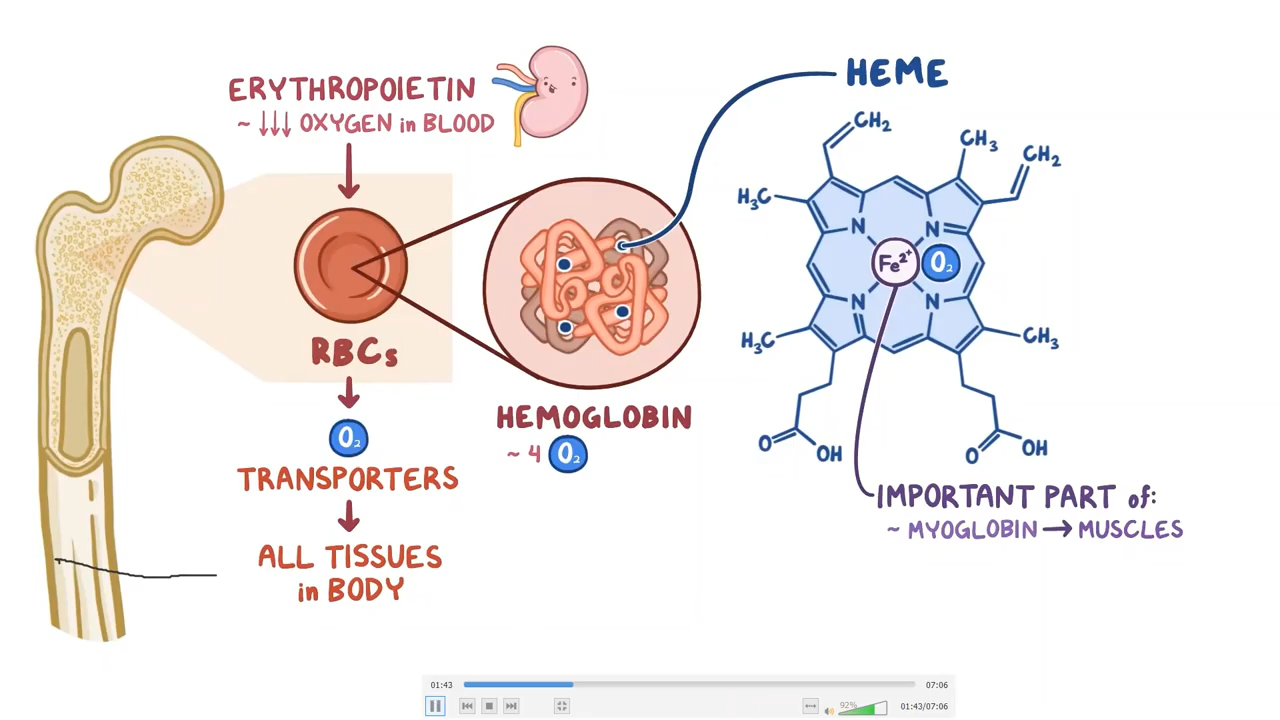 ERYTHROPOIETIN
~ ↓↓↓ OXYGEN in BLOOD
RBCs
O₂
TRANSPORTERS
ALL TISSUES
in BODY
HEMOGLOBIN
~ 4 O₂
HEME
CH₂
CH₃
CH₂
H₃C
N
N
Fe²⁺
O₂
N
N
H₃C
CH₃
O
OH
O
OH
IMPORTANT PART of:
~ MYOGLOBIN → MUSCLES
01:43
07:06
92%
01:43/07:06